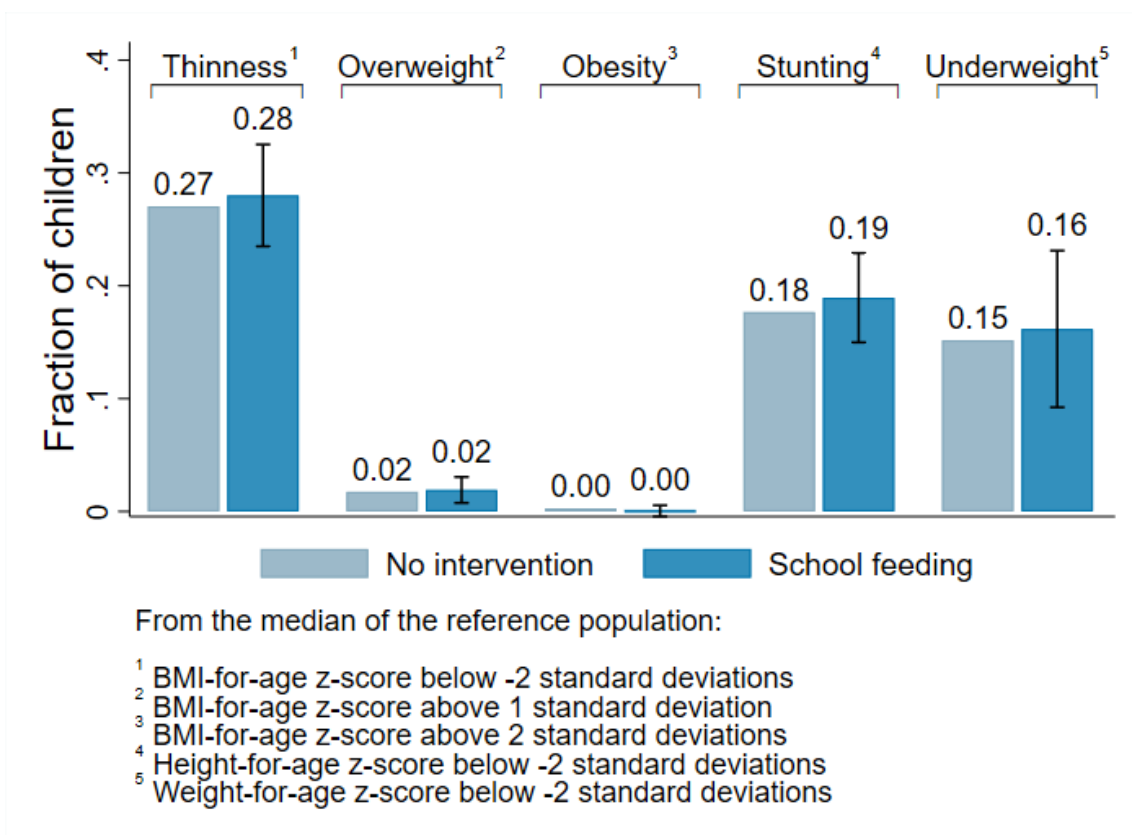 Thinness1 Overweight2 Obesity3 Stunting4 Underweight5
Fraction of children
.4
.3
.2
.1
0
0.27 0.28 0.02 0.02 0.00 0.00 0.18 0.19 0.15 0.16
No intervention School feeding
From the median of the reference population:
1 BMI-for-age z-score below -2 standard deviations
2 BMI-for-age z-score above 1 standard deviation
3 BMI-for-age z-score above 2 standard deviations
4 Height-for-age z-score below -2 standard deviations
5 Weight-for-age z-score below -2 standard deviations